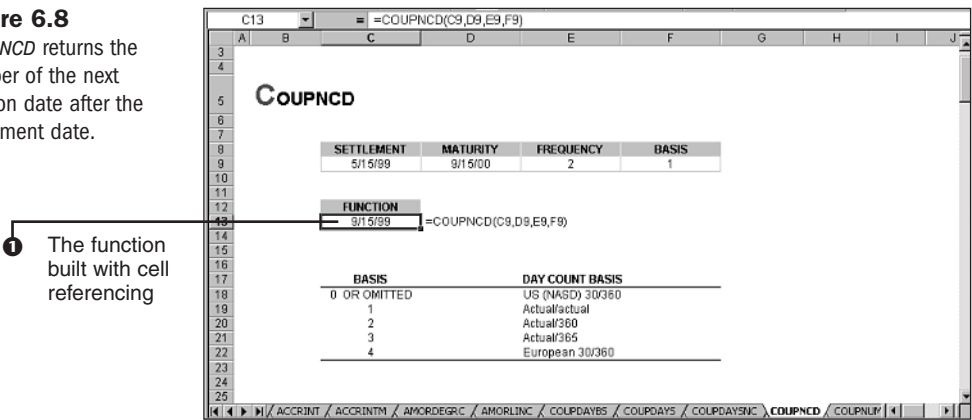 re 6.8
NCD returns the
ber of the next
on date after the
ment date.
1 The function
built with cell
referencing
C13 = =COUPNCD(C9,D9,E9,F9)
A B C D E F G H I J
3
4
5 COUPNCD
6
7
8 SETTLEMENT MATURITY FREQUENCY BASIS
9 5/15/99 9/15/00 2 1
10
11
12 FUNCTION
13 9/15/99 =COUPNCD(C9,D9,E9,F9)
14
15
16
17 BASIS DAY COUNT BASIS
18 0 OR OMITTED US (NASD) 30/360
19 1 Actual/actual
20 2 Actual/360
21 3 Actual/365
22 4 European 30/360
23
24
25
ACCRINT ACCRINTM AMORDEGRC AMORLINC COUPDAYBS COUPDAYS COUPDAYSNC COUPNCD COUPNUM